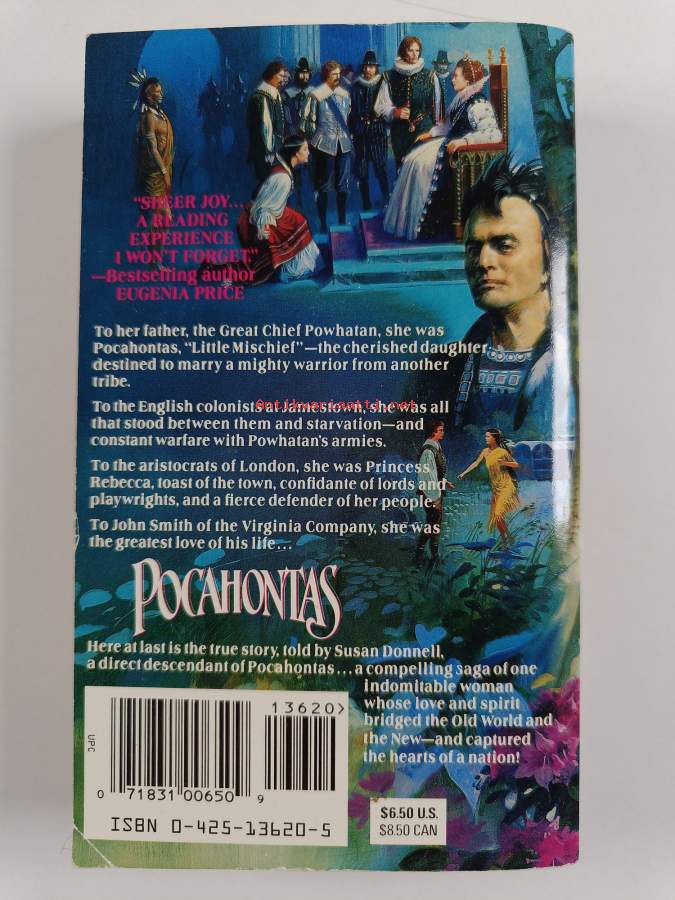 "SHEER JOY...
A READING
EXPERIENCE
I WON'T FORGET."
—Bestselling author
EUGENIA PRICE
To her father, the Great Chief Powhatan, she was
Pocahontas, "Little Mischief"—the cherished daughter
destined to marry a mighty warrior from another
tribe.
Antikvariaatti.net
To the English colonists at Jamestown, she was all
that stood between them and starvation—and
constant warfare with Powhatan's armies.
To the aristocrats of London, she was Princess
Rebecca, toast of the town, confidante of lords and
playwrights, and a fierce defender of her people.
To John Smith of the Virginia Company, she was
the greatest love of his life...
POCAHONTAS
Here at last is the true story, told by Susan Donnell,
a direct descendant of Pocahontas...a compelling saga of one
indomitable woman
whose love and spirit
bridged the Old World and
the New—and captured
the hearts of a nation!
13620>
UPC
0 71831 00650 9
ISBN 0-425-13620-5
$6.50 U.S.
$8.50 CAN